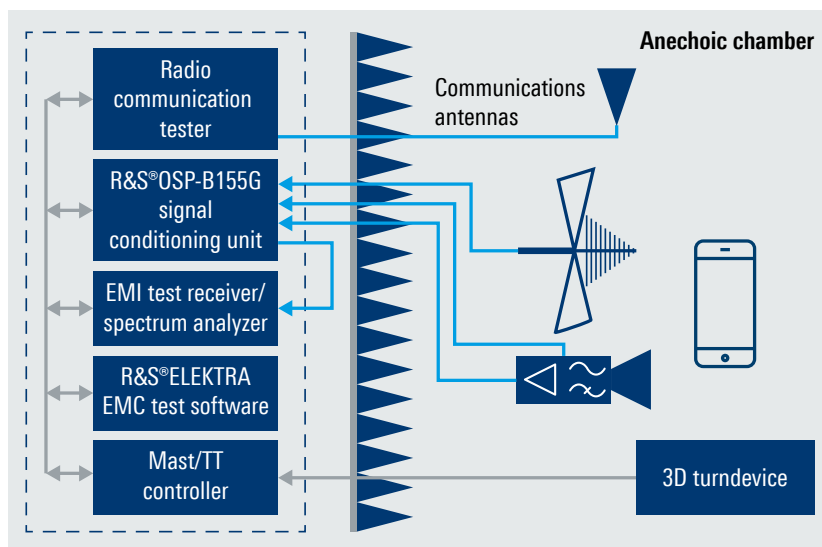 Anechoic chamber
Radio
communication
tester
Communications
antennas
R&S®OSP-B155G
signal
conditioning unit
EMI test receiver/
spectrum analyzer
R&S®ELEKTRA
EMC test software
Mast/TT
controller
3D turndevice